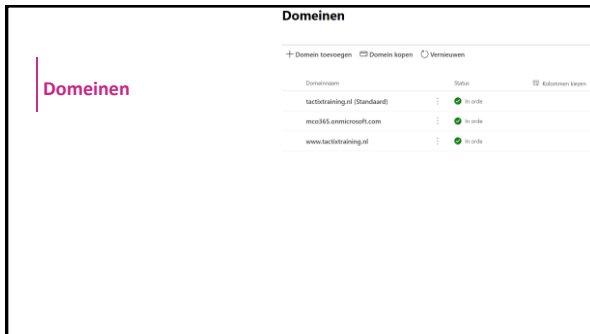 Domeinen
Domeinen
Domein toevoegen Domein kopen Vernieuwen
Domeinnaam Status Kolommen kiezen
tactixtraining.nl (Standaard) In orde
mco365.onmicrosoft.com In orde
www.tactixtraining.nl In orde